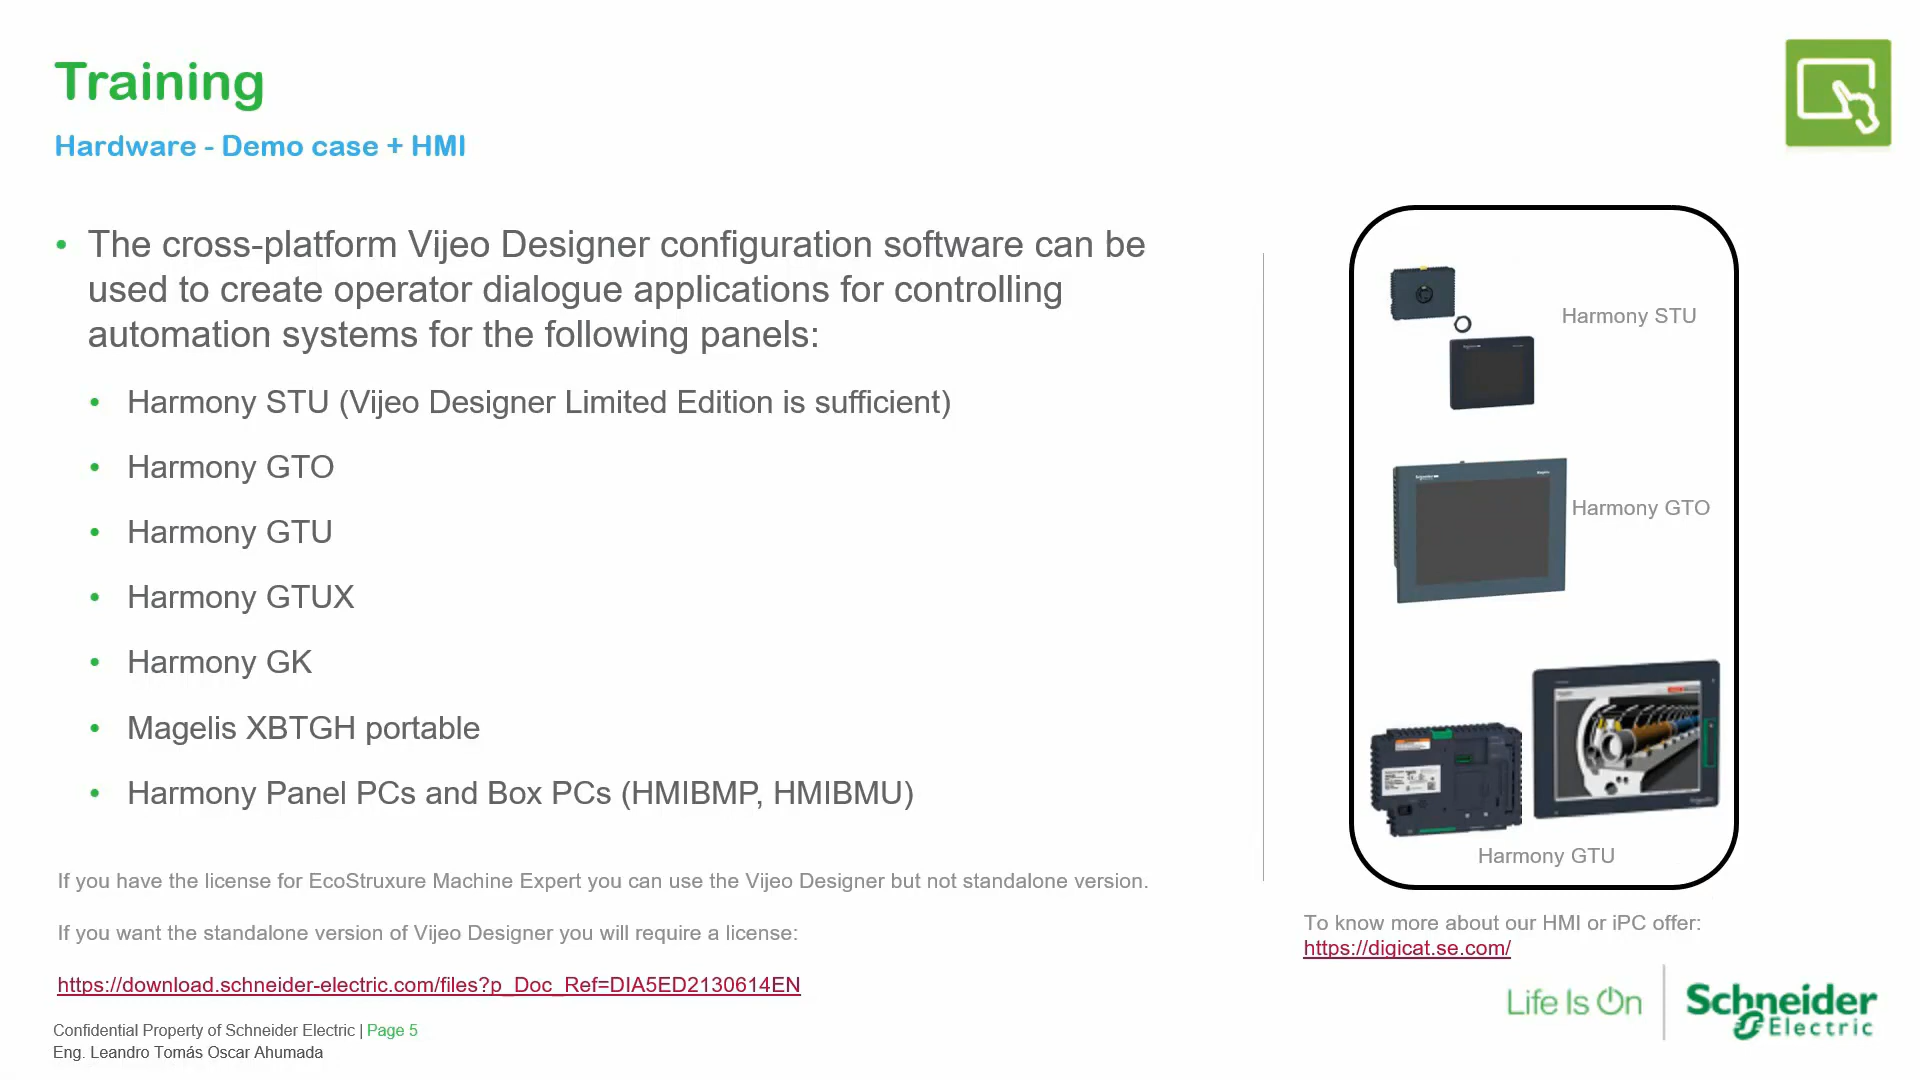 Training
Hardware - Demo case + HMI
• The cross-platform Vijeo Designer configuration software can be
used to create operator dialogue applications for controlling
automation systems for the following panels:
• Harmony STU (Vijeo Designer Limited Edition is sufficient)
• Harmony GTO
• Harmony GTU
• Harmony GTUX
• Harmony GK
• Magelis XBTGH portable
• Harmony Panel PCs and Box PCs (HMIBMP, HMIBMU)
If you have the license for EcoStruxure Machine Expert you can use the Vijeo Designer but not standalone version.
If you want the standalone version of Vijeo Designer you will require a license:
https://download.schneider-electric.com/files?p_Doc_Ref=DIA5ED2130614EN
Harmony STU
Harmony GTO
Harmony GTU
To know more about our HMI or iPC offer:
https://digicat.se.com/
Life Is On
Schneider
Electric
Confidential Property of Schneider Electric | Page 5
Eng. Leandro Tomás Oscar Ahumada